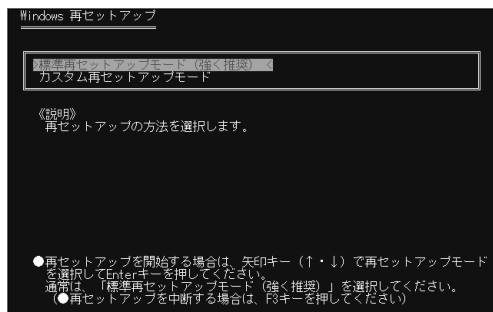 Windows 再セットアップ
>標準再セットアップモード（強く推奨） <
カスタム再セットアップモード
《説明》
再セットアップの方法を選択します。
●再セットアップを開始する場合は、矢印キー（↑・↓）で再セットアップモード
を選択してEnterキーを押してください。
通常は、「標準再セットアップモード（強く推奨）」を選択してください。
（●再セットアップを中断する場合は、F3キーを押してください）